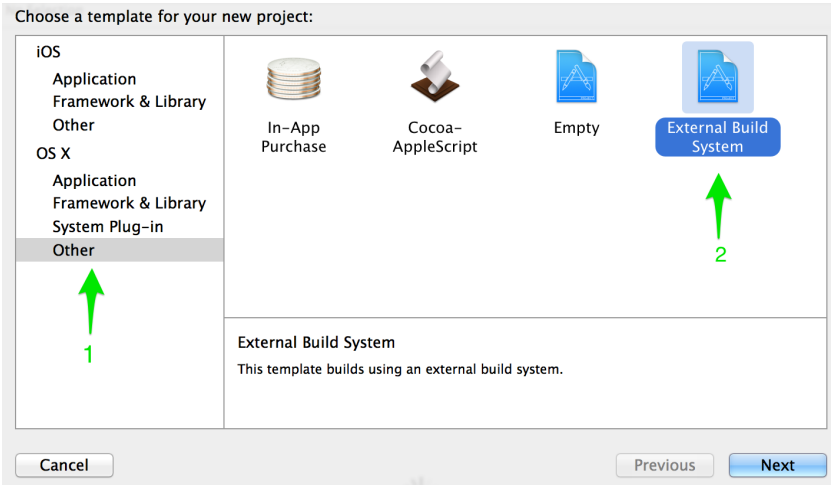 Choose a template for your new project:
iOS
Application
Framework & Library
Other
OS X
Application
Framework & Library
System Plug-in
Other
1
In-App
Purchase
Cocoa-
AppleScript
Empty
External Build
System
2
External Build System
This template builds using an external build system.
Cancel
Previous
Next